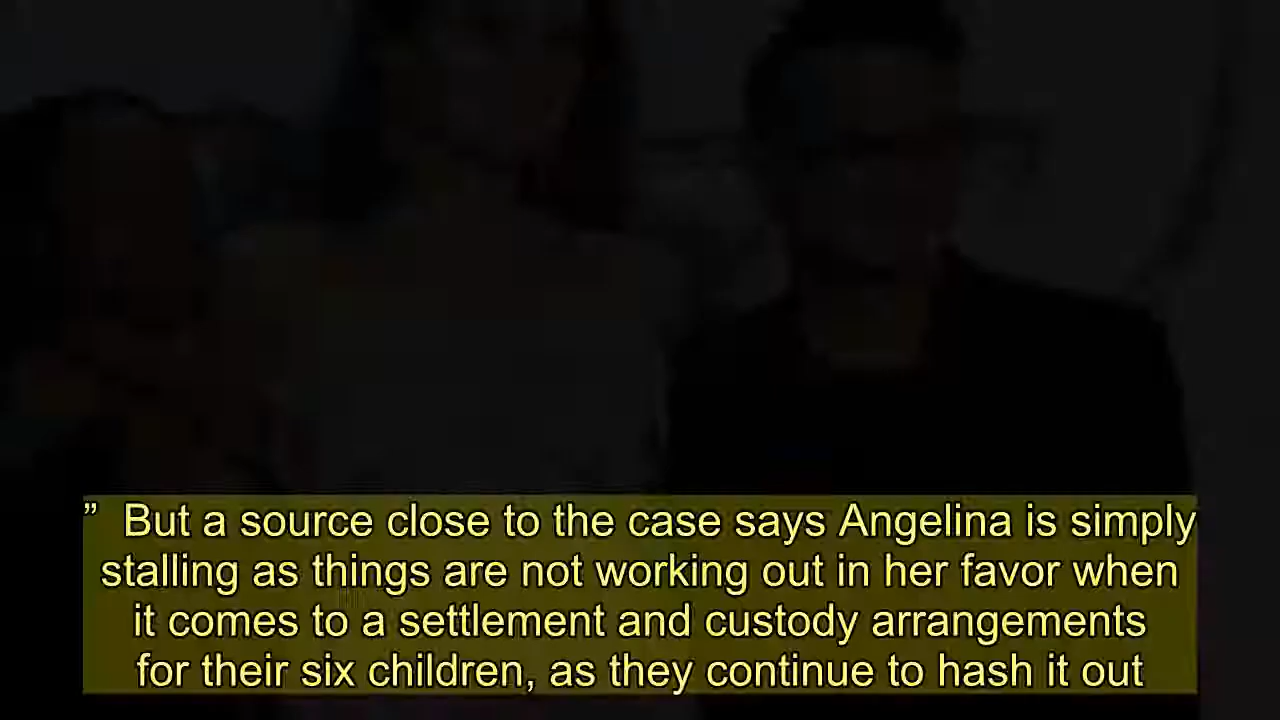 ” But a source close to the case says Angelina is simply
stalling as things are not working out in her favor when
it comes to a settlement and custody arrangements
for their six children, as they continue to hash it out